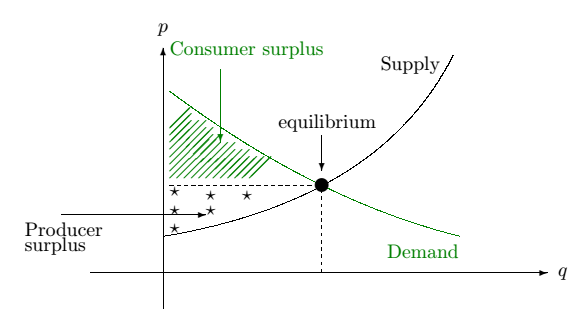 p
Consumer surplus
Supply
equilibrium
Producer
surplus
Demand
q